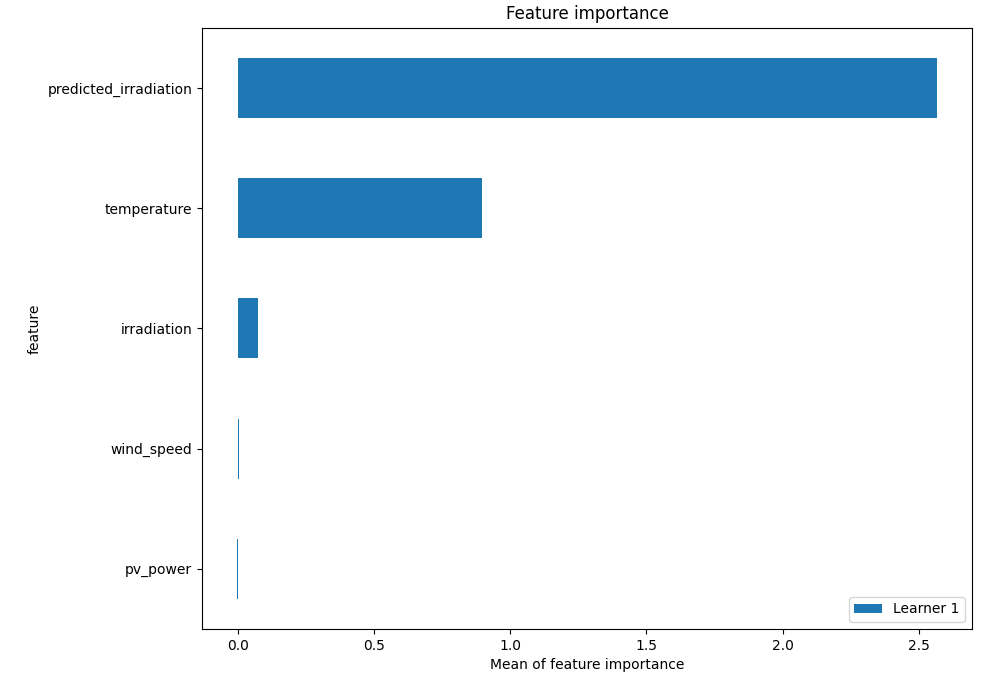 Feature importance
predicted_irradiation
temperature
irradiation
wind_speed
pv_power
feature
0.0 0.5 1.0 1.5 2.0 2.5
Mean of feature importance
Learner 1